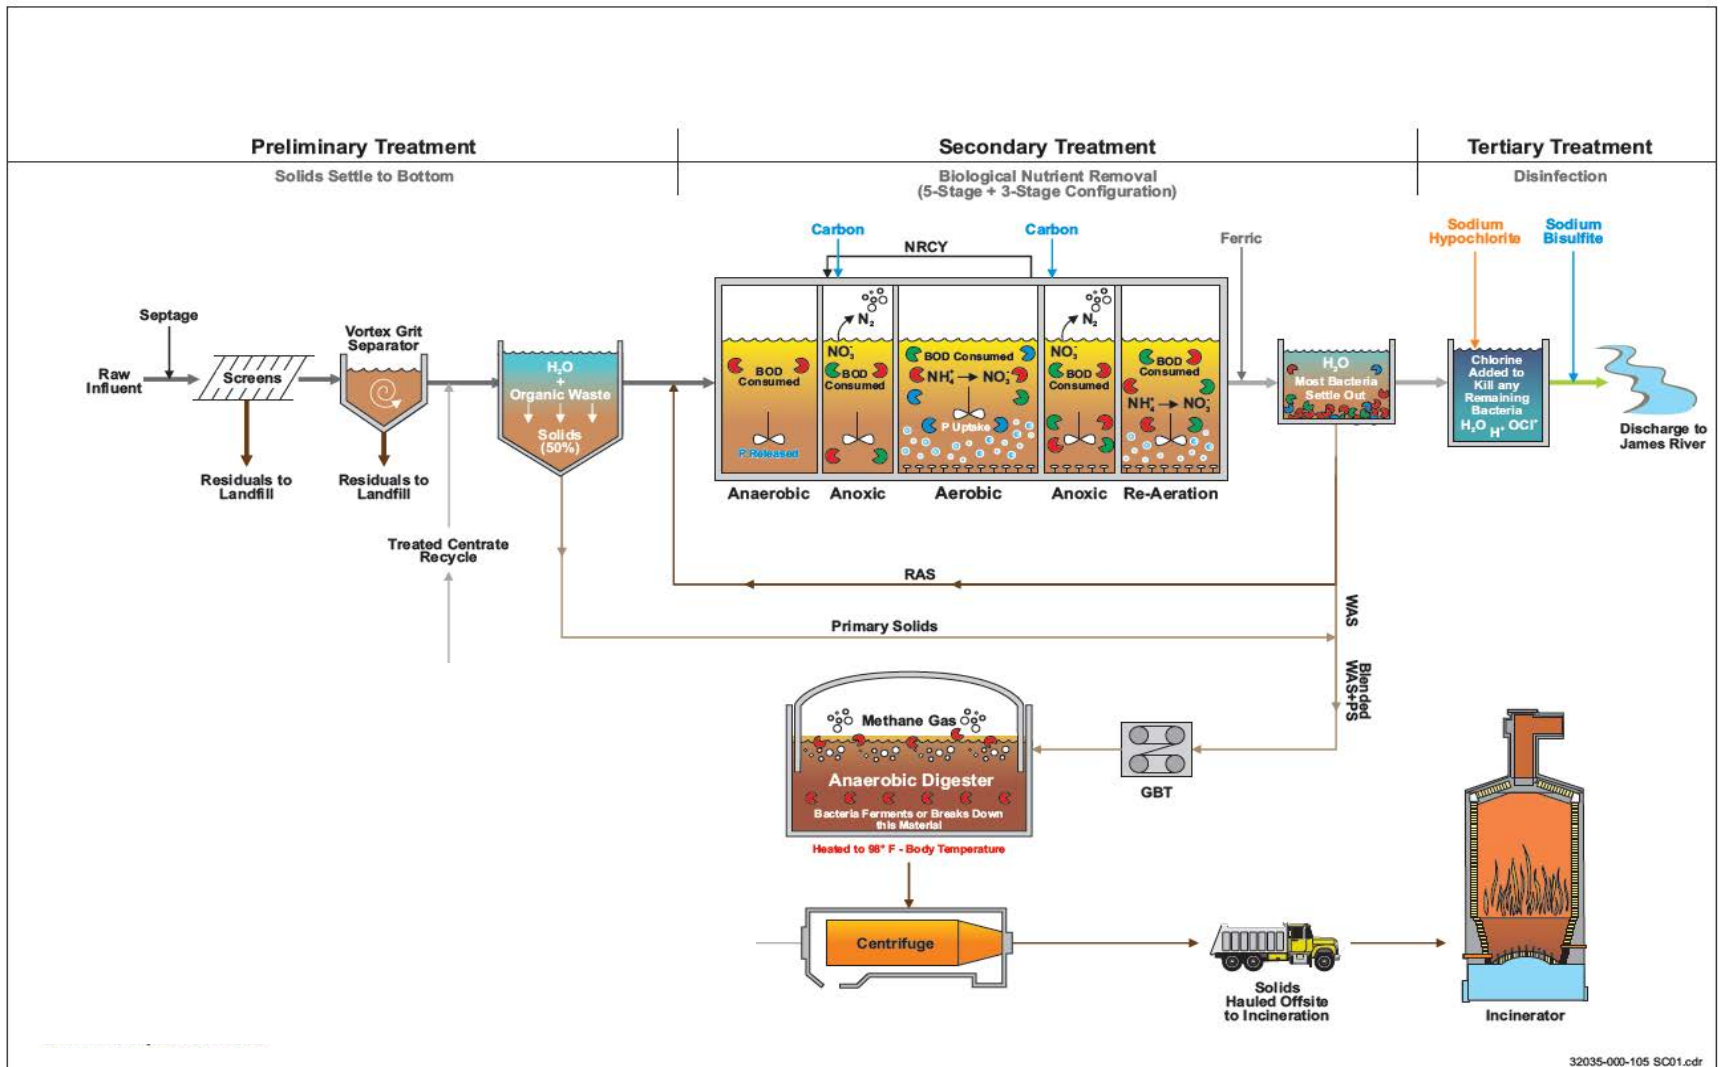 Preliminary Treatment
Secondary Treatment
Tertiary Treatment
Solids Settle to Bottom
Biological Nutrient Removal
(5-Stage + 3-Stage Configuration)
Disinfection
Carbon
NRCY
Carbon
Ferric
Sodium
Hypochlorite
Sodium
Bisulfite
Septage
Raw
Influent
Screens
Vortex Grit
Separator
H₂O
+
Organic Waste
Solids
(50%)
Residuals to
Landfill
Residuals to
Landfill
Treated Centrate
Recycle
BOD
Consumed
P Released
Anaerobic
N₂
NO₃⁻
BOD
Consumed
Anoxic
BOD Consumed
NH₄⁺ → NO₃⁻
P Uptake
Aerobic
N₂
NO₃⁻
BOD
Consumed
Anoxic
BOD
Consumed
NH₄⁺ → NO₃⁻
Re-Aeration
H₂O
Most Bacteria
Settle Out
Chlorine
Added to
Kill any
Remaining
Bacteria
H₂O H⁺ OCl⁻
Discharge to
James River
RAS
WAS
Primary Solids
Blended
WAS+PS
Methane Gas
Anaerobic Digester
Bacteria Ferments or Breaks Down
this Material
Heated to 98° F - Body Temperature
GBT
Centrifuge
Solids
Hauled Offsite
to Incineration
Incinerator
32035-000-105 SC01.cdr